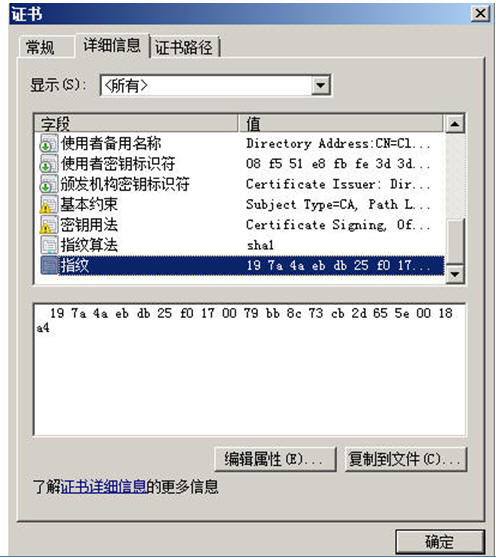 证书
常规 详细信息 证书路径
显示(S): <所有>
字段 值
使用者备用名称 Directory Address:CN=Cl...
使用者密钥标识符 08 f5 51 e8 fb fe 3d 3d...
颁发机构密钥标识符 Certificate Issuer: Dir...
基本约束 Subject Type=CA, Path L...
密钥用法 Certificate Signing, Of...
指纹算法 sha1
指纹 19 7a 4a eb db 25 f0 17...
19 7a 4a eb db 25 f0 17 00 79 bb 8c 73 cb 2d 65 5e 00 18
a4
编辑属性(E)... 复制到文件(C)...
了解证书详细信息的更多信息
确定